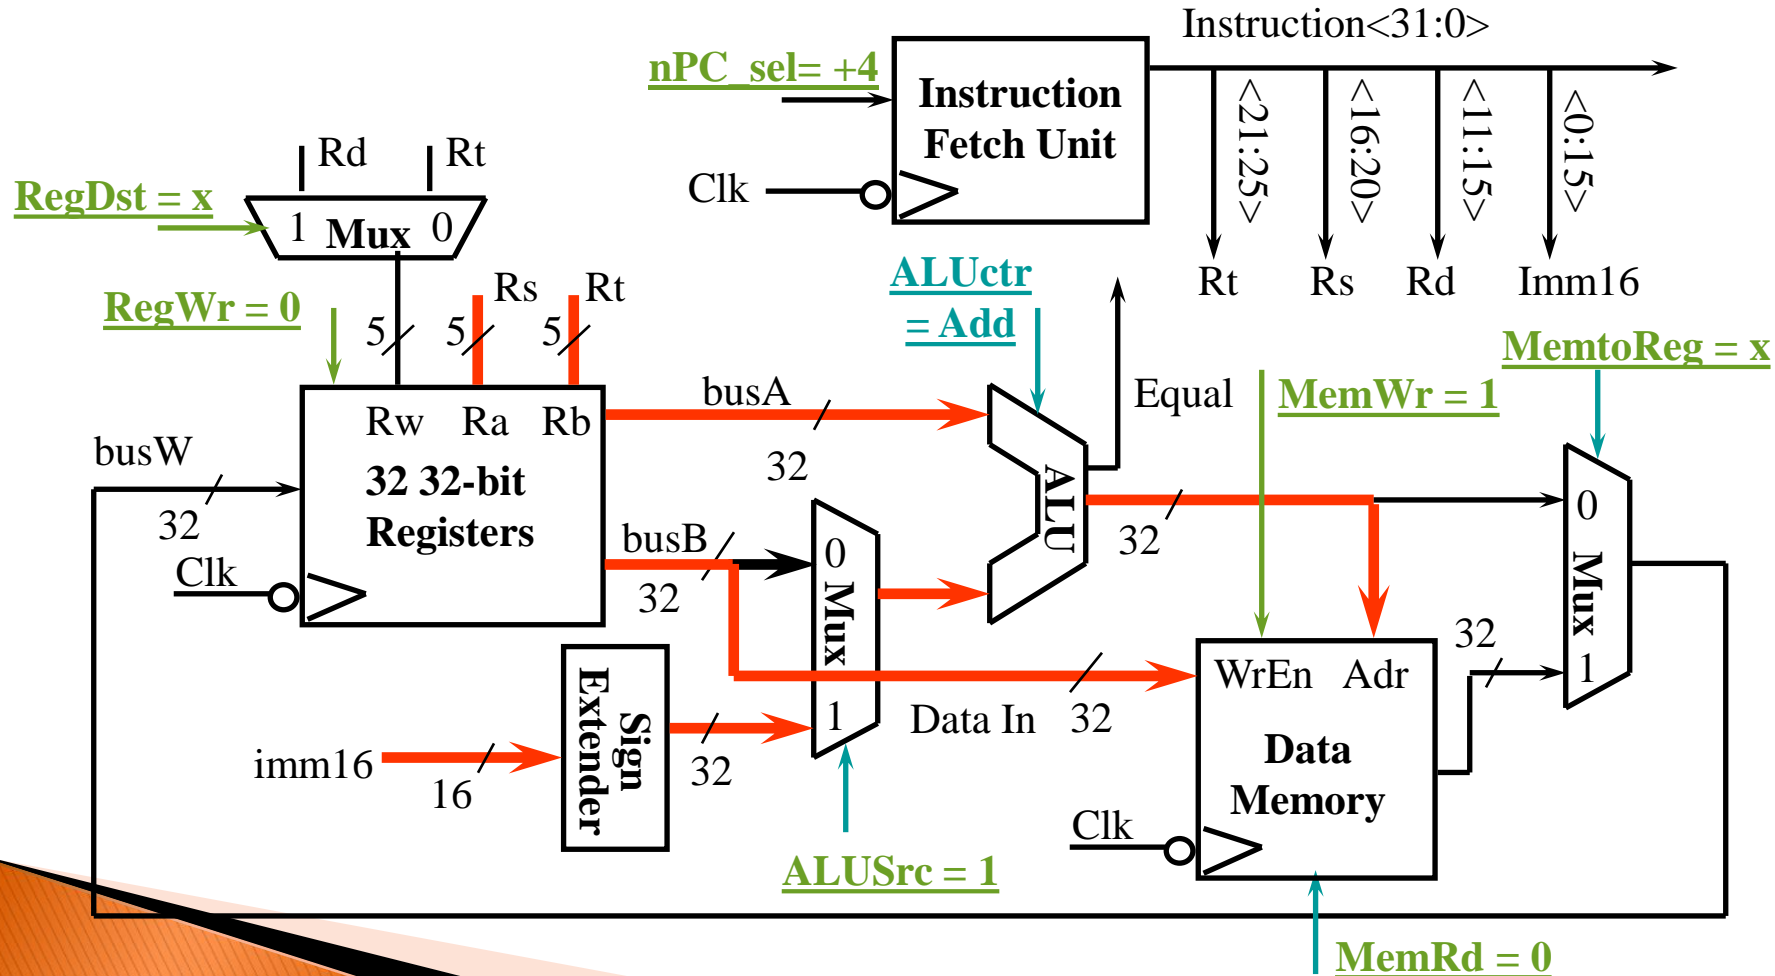 Instruction<31:0>
nPC_sel= +4
Instruction
Fetch Unit
Clk
<21:25>
<16:20>
<11:15>
<0:15>
Rt
Rs
Rd
Imm16
Rd
Rt
RegDst = x
1 Mux 0
RegWr = 0
5
5
5
Rs
Rt
ALUctr
= Add
MemtoReg = x
Equal
MemWr = 1
busA
32
busW
32
Rw Ra Rb
32 32-bit
Registers
Clk
busB
32
0
Mux
1
ALU
32
0
Mux
1
32
WrEn Adr
Data In
32
Data
Memory
Clk
imm16
16
Sign
Extender
32
ALUSrc = 1
MemRd = 0